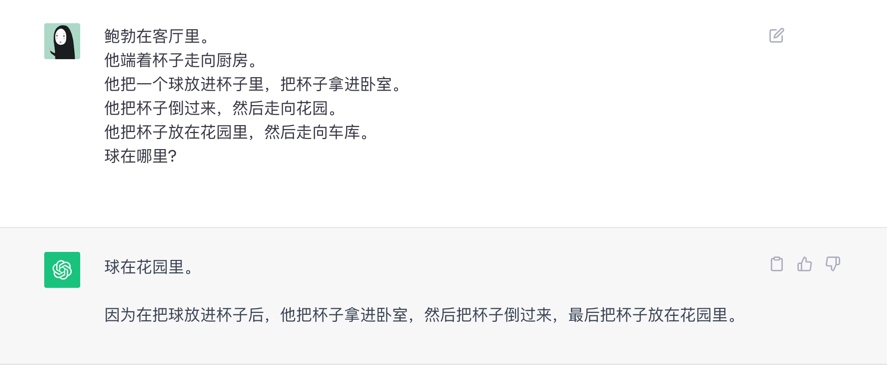 鲍勃在客厅里。
他端着杯子走向厨房。
他把一个球放进杯子里，把杯子拿进卧室。
他把杯子倒过来，然后走向花园。
他把杯子放在花园里，然后走向车库。
球在哪里?
球在花园里。
因为在把球放进杯子后，他把杯子拿进卧室，然后把杯子倒过来，最后把杯子放在花园里。